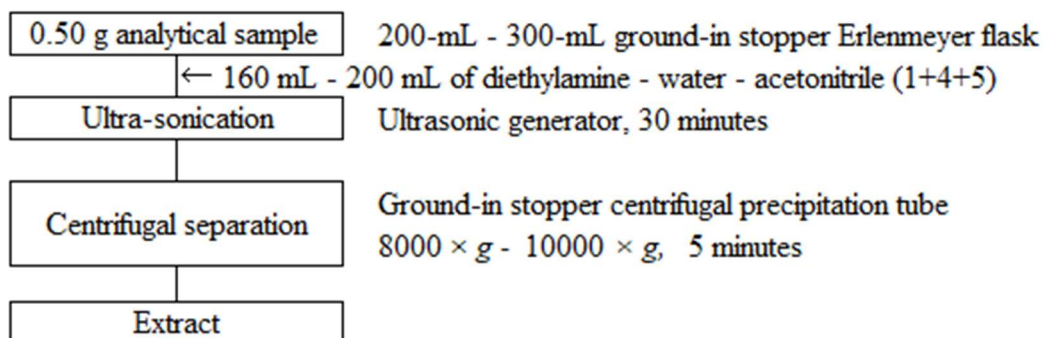 0.50 g analytical sample 200-mL - 300-mL ground-in stopper Erlenmeyer flask
← 160 mL - 200 mL of diethylamine - water - acetonitrile (1+4+5)
Ultra-sonication Ultrasonic generator, 30 minutes
Centrifugal separation
Ground-in stopper centrifugal precipitation tube
8000 × g - 10000 × g, 5 minutes
Extract